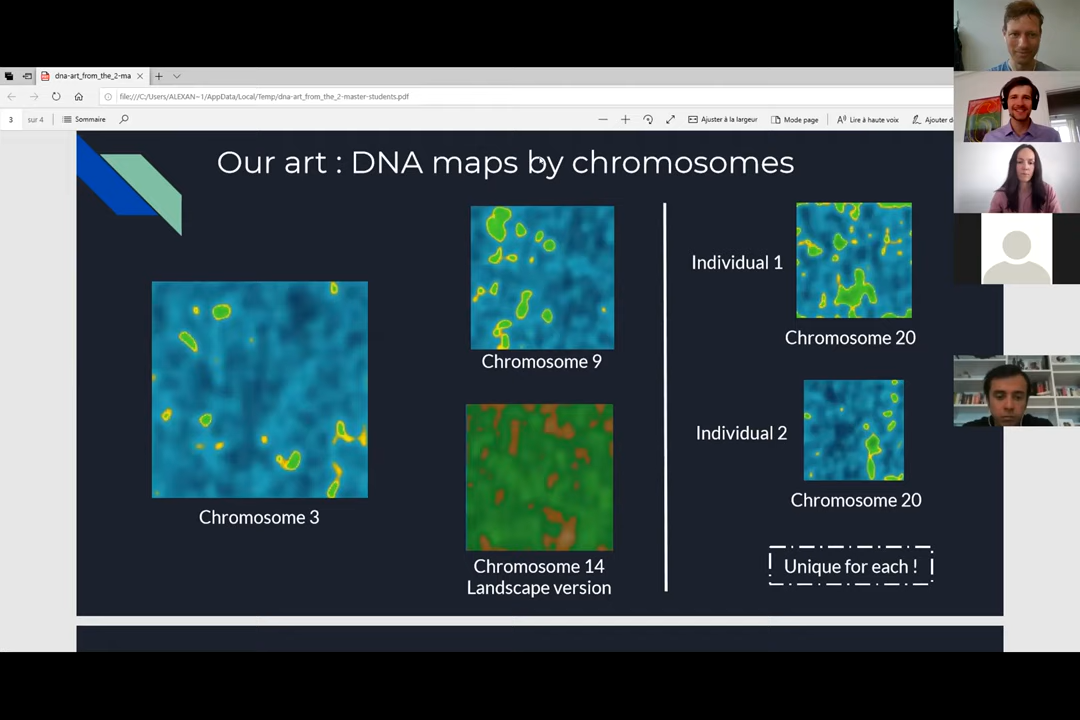 dna-art_from_the_2-ma
file:///C:/Users/ALEXAN~1/AppData/Local/Temp/dna-art_from_the_2-master-students.pdf
3 sur 4 Sommaire Ajuster à la largeur Mode page Lire à haute voix Ajouter de
Our art : DNA maps by chromosomes
Chromosome 3
Chromosome 9
Chromosome 14
Landscape version
Individual 1
Chromosome 20
Individual 2
Chromosome 20
Unique for each !